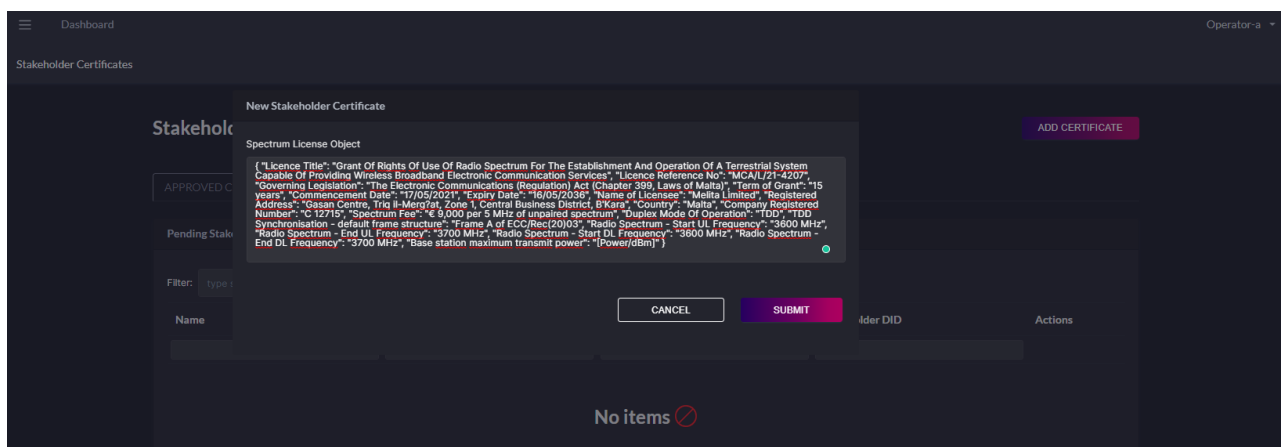 Dashboard
Operator-a
Stakeholder Certificates
New Stakeholder Certificate
Stakehold
ADD CERTIFICATE
Spectrum License Object
{ "Licence Title": "Grant Of Rights Of Use Of Radio Spectrum For The Establishment And Operation Of A Terrestrial System
Capable Of Providing Wireless Broadband Electronic Communication Services", "Licence Reference No": "MCA/L/21-4207",
"Governing Legislation": "The Electronic Communications (Regulation) Act (Chapter 399, Laws of Malta)", "Term of Grant": "15
years", "Commencement Date": "17/05/2021", "Expiry Date": "16/05/2036", "Name of Licensee": "Melita Limited", "Registered
Address": "Gasan Centre, Triq il-Merg?at, Zone 1, Central Business District, B'Kara", "Country": "Malta", "Company Registered
Number": "C 12715", "Spectrum Fee": "€ 9,000 per 5 MHz of unpaired spectrum", "Duplex Mode Of Operation": "TDD", "TDD
Synchronisation - default frame structure": "Frame A of ECC/Rec(20)03", "Radio Spectrum - Start UL Frequency": "3600 MHz",
"Radio Spectrum - End UL Frequency": "3700 MHz", "Radio Spectrum - Start DL Frequency": "3600 MHz", "Radio Spectrum -
End DL Frequency": "3700 MHz", "Base station maximum transmit power": "[Power/dBm]" }
APPROVED C
Pending Stake
Filter:
type s
CANCEL
SUBMIT
Name
older DID
Actions
No items